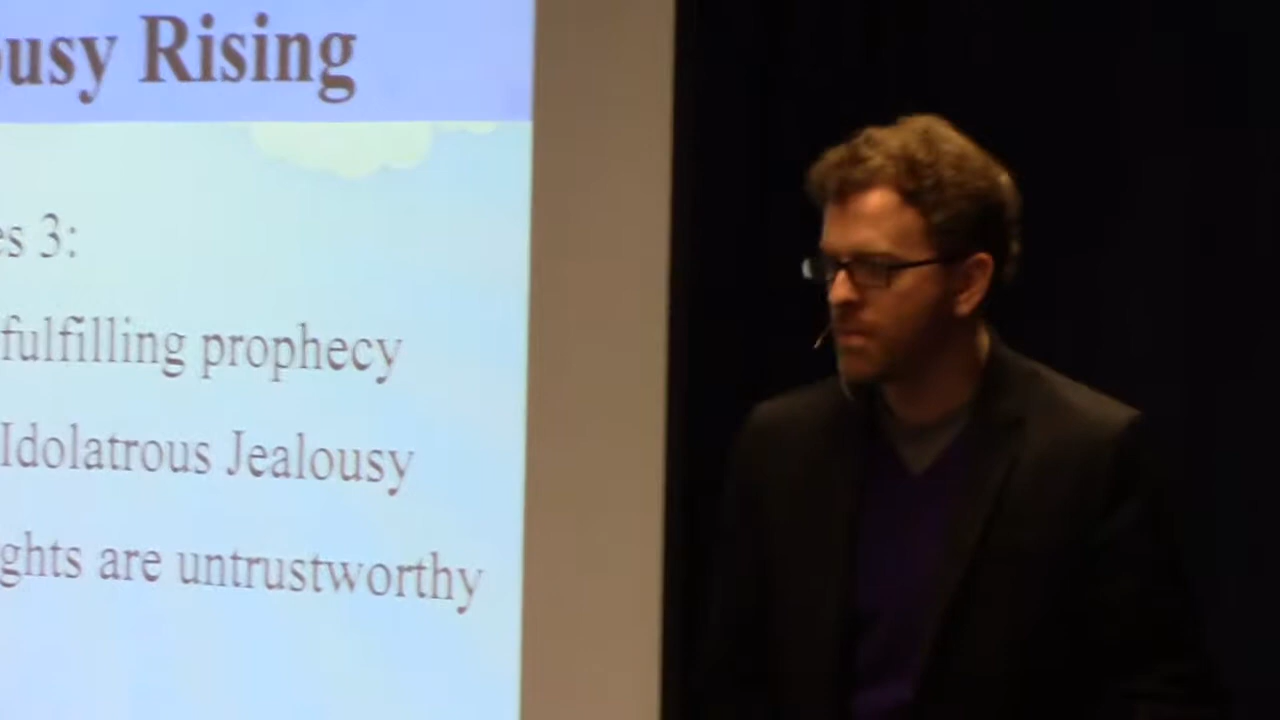 ousy Rising
es 3:
fulfilling prophecy
Idolatrous Jealousy
ghts are untrustworthy